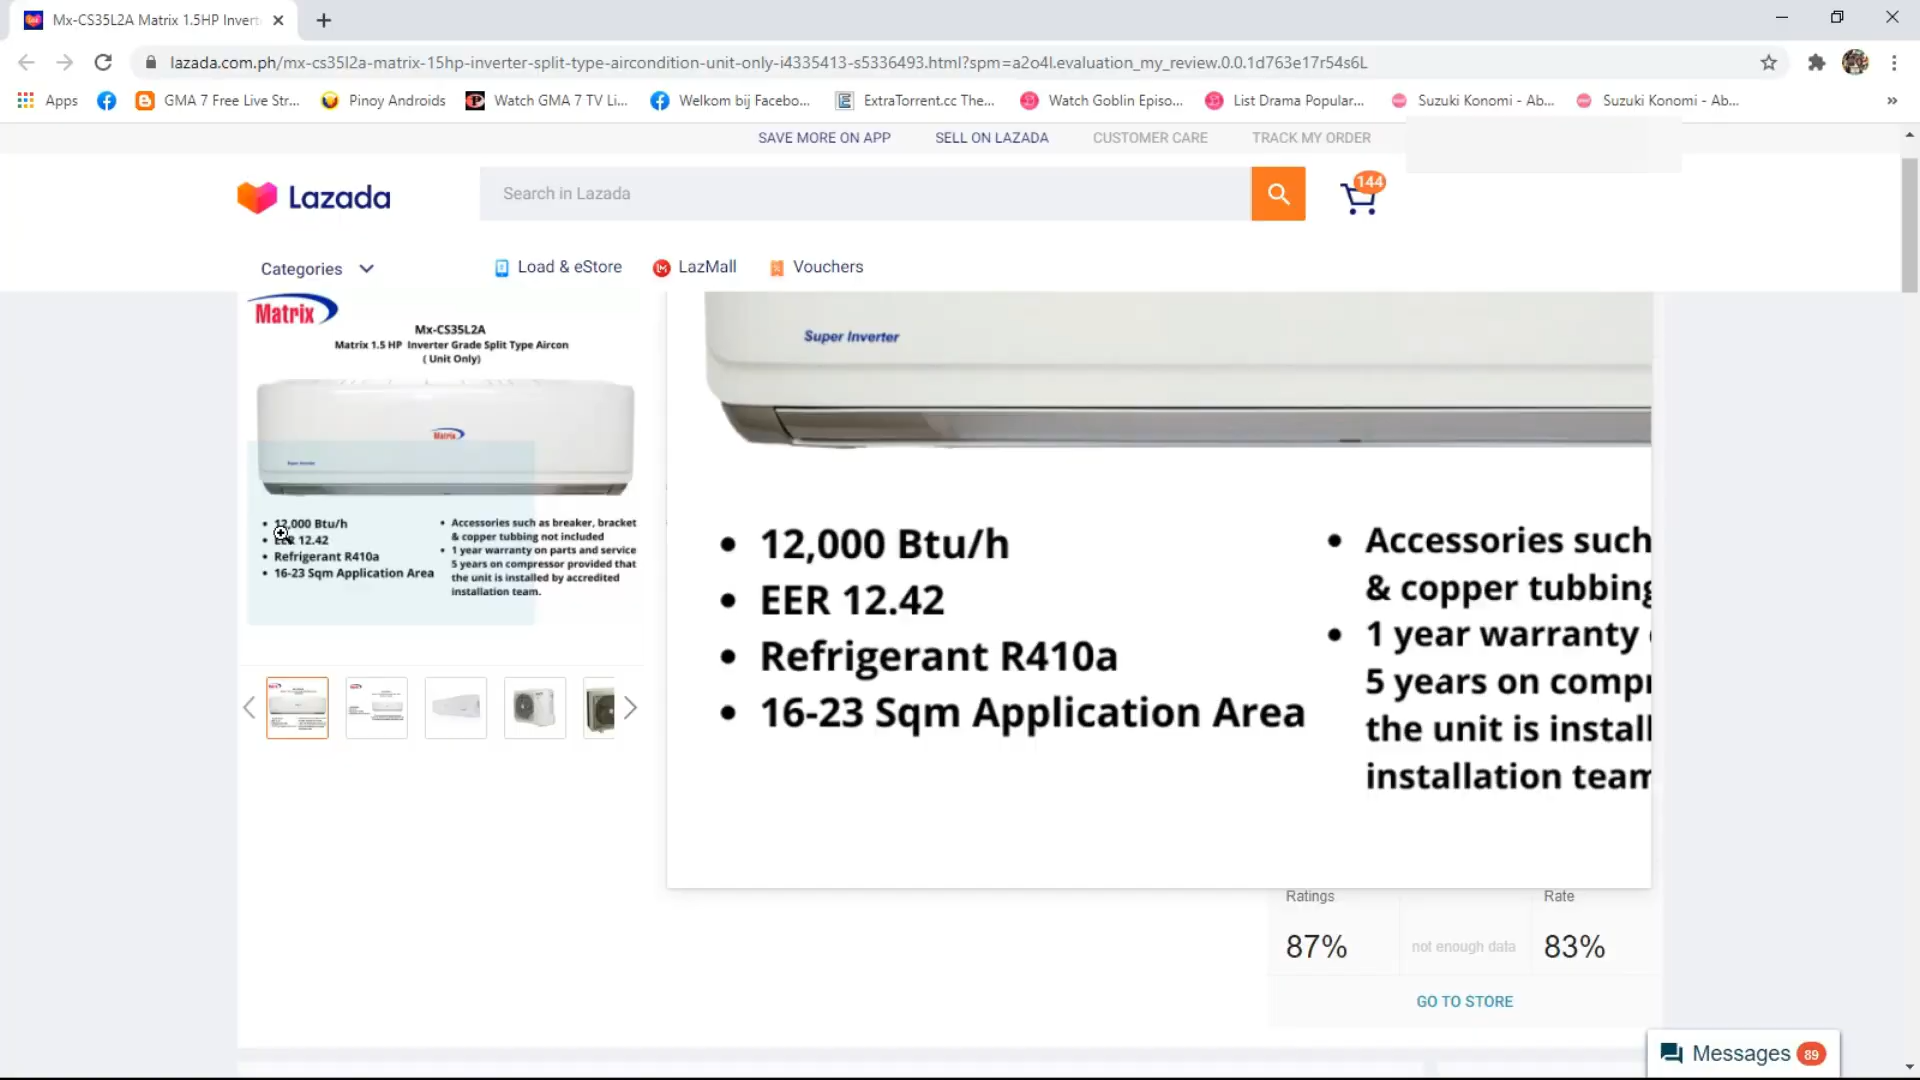 Mx-CS35L2A Matrix 1.5HP Invert
lazada.com.ph/mx-cs35l2a-matrix-15hp-inverter-split-type-aircondition-unit-only-i4335413-s5336493.html?spm=a2o4l.evaluation_my_review.0.0.1d763e17r54s6L
Apps
GMA 7 Free Live Str...
Pinoy Androids
Watch GMA 7 TV Li...
Welkom bij Facebo...
ExtraTorrent.cc The...
Watch Goblin Episo...
List Drama Popular...
Suzuki Konomi - Ab...
Suzuki Konomi - Ab...
SAVE MORE ON APP
SELL ON LAZADA
CUSTOMER CARE
TRACK MY ORDER
Lazada
Search in Lazada
144
Categories
Load & eStore
LazMall
Vouchers
Matrix
Mx-CS35L2A
Matrix 1.5 HP Inverter Grade Split Type Aircon
( Unit Only)
Matrix
Super Inverter
• 12,000 Btu/h
• EER 12.42
• Refrigerant R410a
• 16-23 Sqm Application Area
• Accessories such as breaker, bracket
& copper tubbing not included
• 1 year warranty on parts and service
5 years on compressor provided that
the unit is installed by accredited
installation team.
Super Inverter
• 12,000 Btu/h
• EER 12.42
• Refrigerant R410a
• 16-23 Sqm Application Area
• Accessories such
& copper tubbing
• 1 year warranty
5 years on compr
the unit is install
installation team
Ratings
87%
not enough data
Rate
83%
GO TO STORE
Messages 89